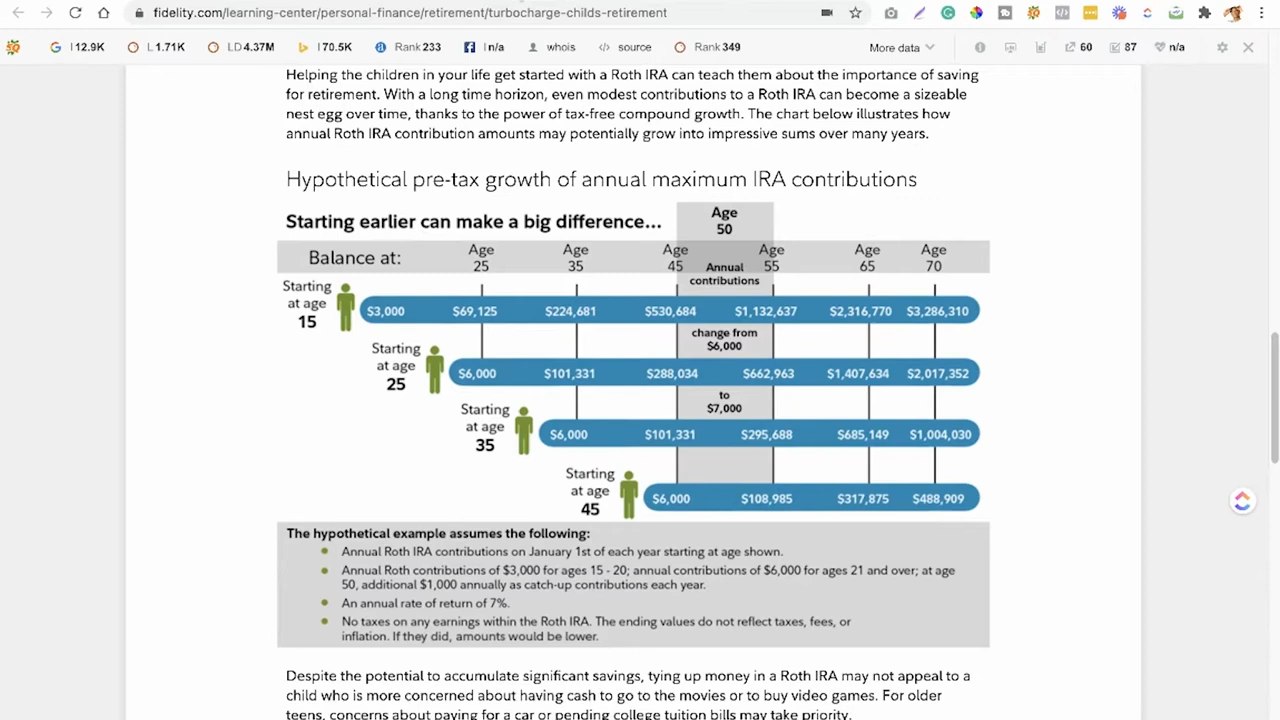 fidelity.com/learning-center/personal-finance/retirement/turbocharge-childs-retirement
I 12.9K L 1.71K LD 4.37M I 70.5K Rank 233 I n/a whois source Rank 349 More data 60 87 n/a
Helping the children in your life get started with a Roth IRA can teach them about the importance of saving
for retirement. With a long time horizon, even modest contributions to a Roth IRA can become a sizeable
nest egg over time, thanks to the power of tax-free compound growth. The chart below illustrates how
annual Roth IRA contribution amounts may potentially grow into impressive sums over many years.
Hypothetical pre-tax growth of annual maximum IRA contributions
Starting earlier can make a big difference...
Age
50
Balance at:
Age
25
Age
35
Age
45
Age
55
Age
65
Age
70
Annual
contributions
Starting
at age
15
$3,000 $69,125 $224,681 $530,684 $1,132,637 $2,316,770 $3,286,310
change from
$6,000
Starting
at age
25
$6,000 $101,331 $288,034 $662,963 $1,407,634 $2,017,352
to
$7,000
Starting
at age
35
$6,000 $101,331 $295,688 $685,149 $1,004,030
Starting
at age
45
$6,000 $108,985 $317,875 $488,909
The hypothetical example assumes the following:
Annual Roth IRA contributions on January 1st of each year starting at age shown.
Annual Roth contributions of $3,000 for ages 15 - 20; annual contributions of $6,000 for ages 21 and over; at age
50, additional $1,000 annually as catch-up contributions each year.
An annual rate of return of 7%.
No taxes on any earnings within the Roth IRA. The ending values do not reflect taxes, fees, or
inflation. If they did, amounts would be lower.
Despite the potential to accumulate significant savings, tying up money in a Roth IRA may not appeal to a
child who is more concerned about having cash to go to the movies or to buy video games. For older
teens, concerns about paying for a car or pending college tuition bills may take priority.